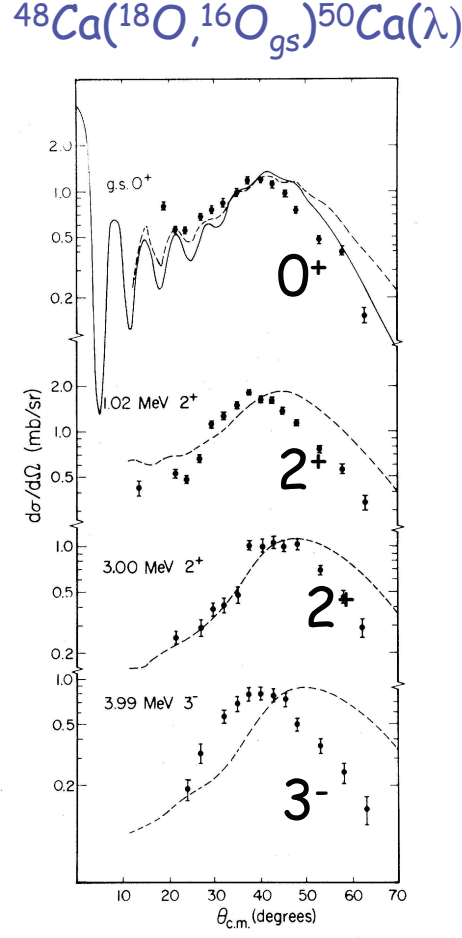 ⁴⁸Ca(¹⁸O,¹⁶O_gs)⁵⁰Ca(λ)
2.0
g.s.0⁺
1.0
0.5
0⁺
0.2
2.0
1.02 MeV 2⁺
1.0
0.5
2⁺
1.0
3.00 MeV 2⁺
0.5
2⁺
0.2
1.0
3.99 MeV 3⁻
0.5
0.2
3⁻
dσ/dΩ (mb/sr)
10 20 30 40 50 60 70
θ_c.m. (degrees)